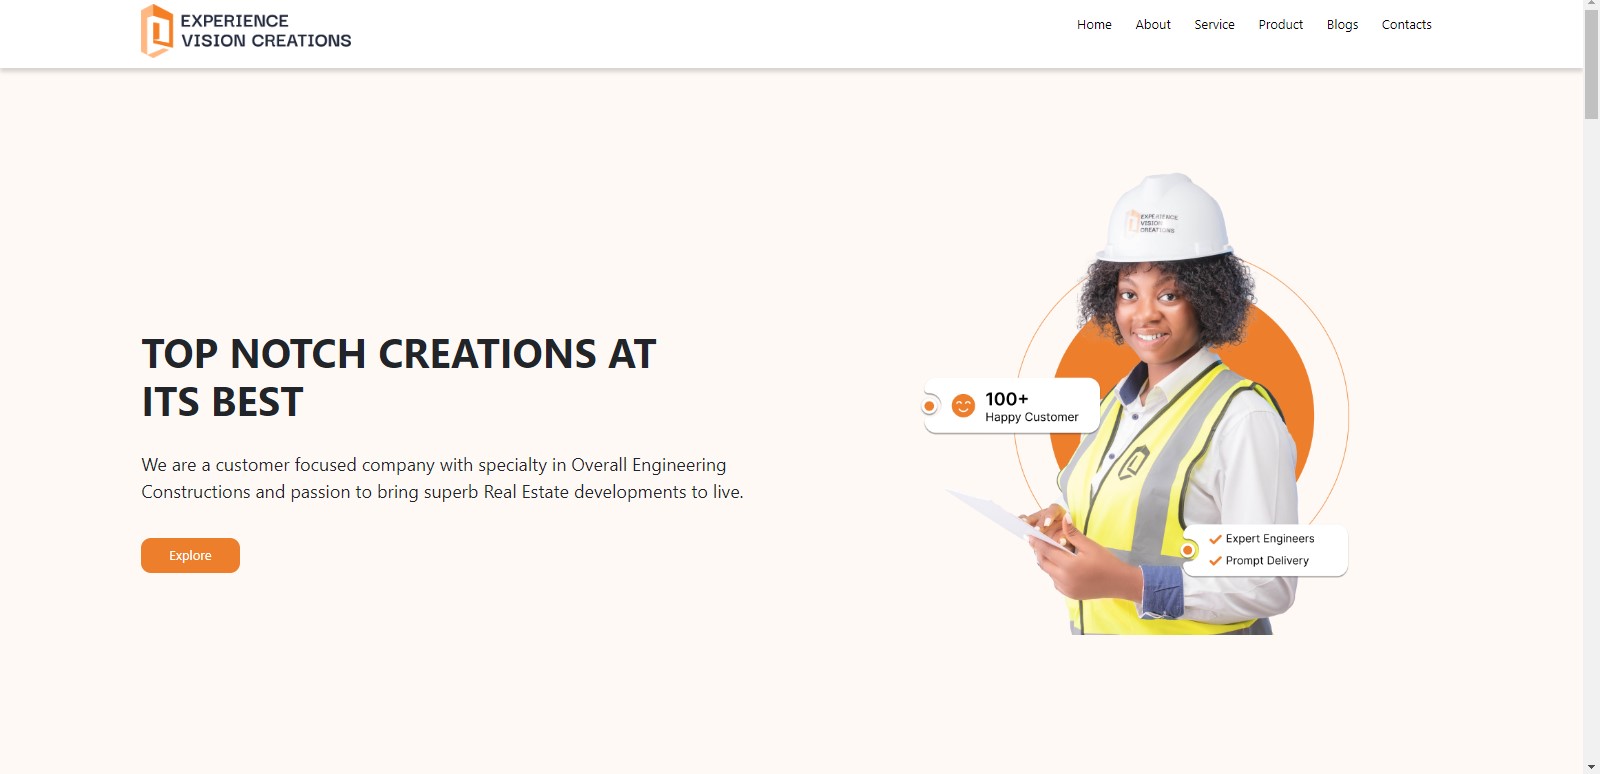 EXPERIENCE
VISION CREATIONS
Home About Service Product Blogs Contacts
EXPERIENCE
VISION
CREATIONS
TOP NOTCH CREATIONS AT
ITS BEST
We are a customer focused company with specialty in Overall Engineering
Constructions and passion to bring superb Real Estate developments to live.
Explore
100+
Happy Customer
Expert Engineers
Prompt Delivery